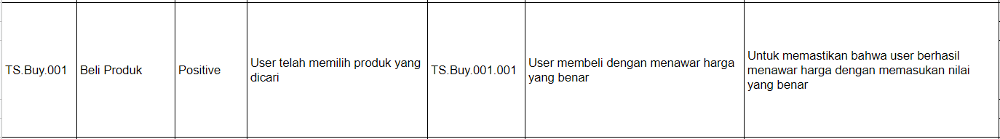 TS.Buy.001
Beli Produk
Positive
User telah memilih produk yang
dicari
TS.Buy.001.001
User membeli dengan menawar harga
yang benar
Untuk memastikan bahwa user berhasil
menawar harga dengan memasukan nilai
yang benar